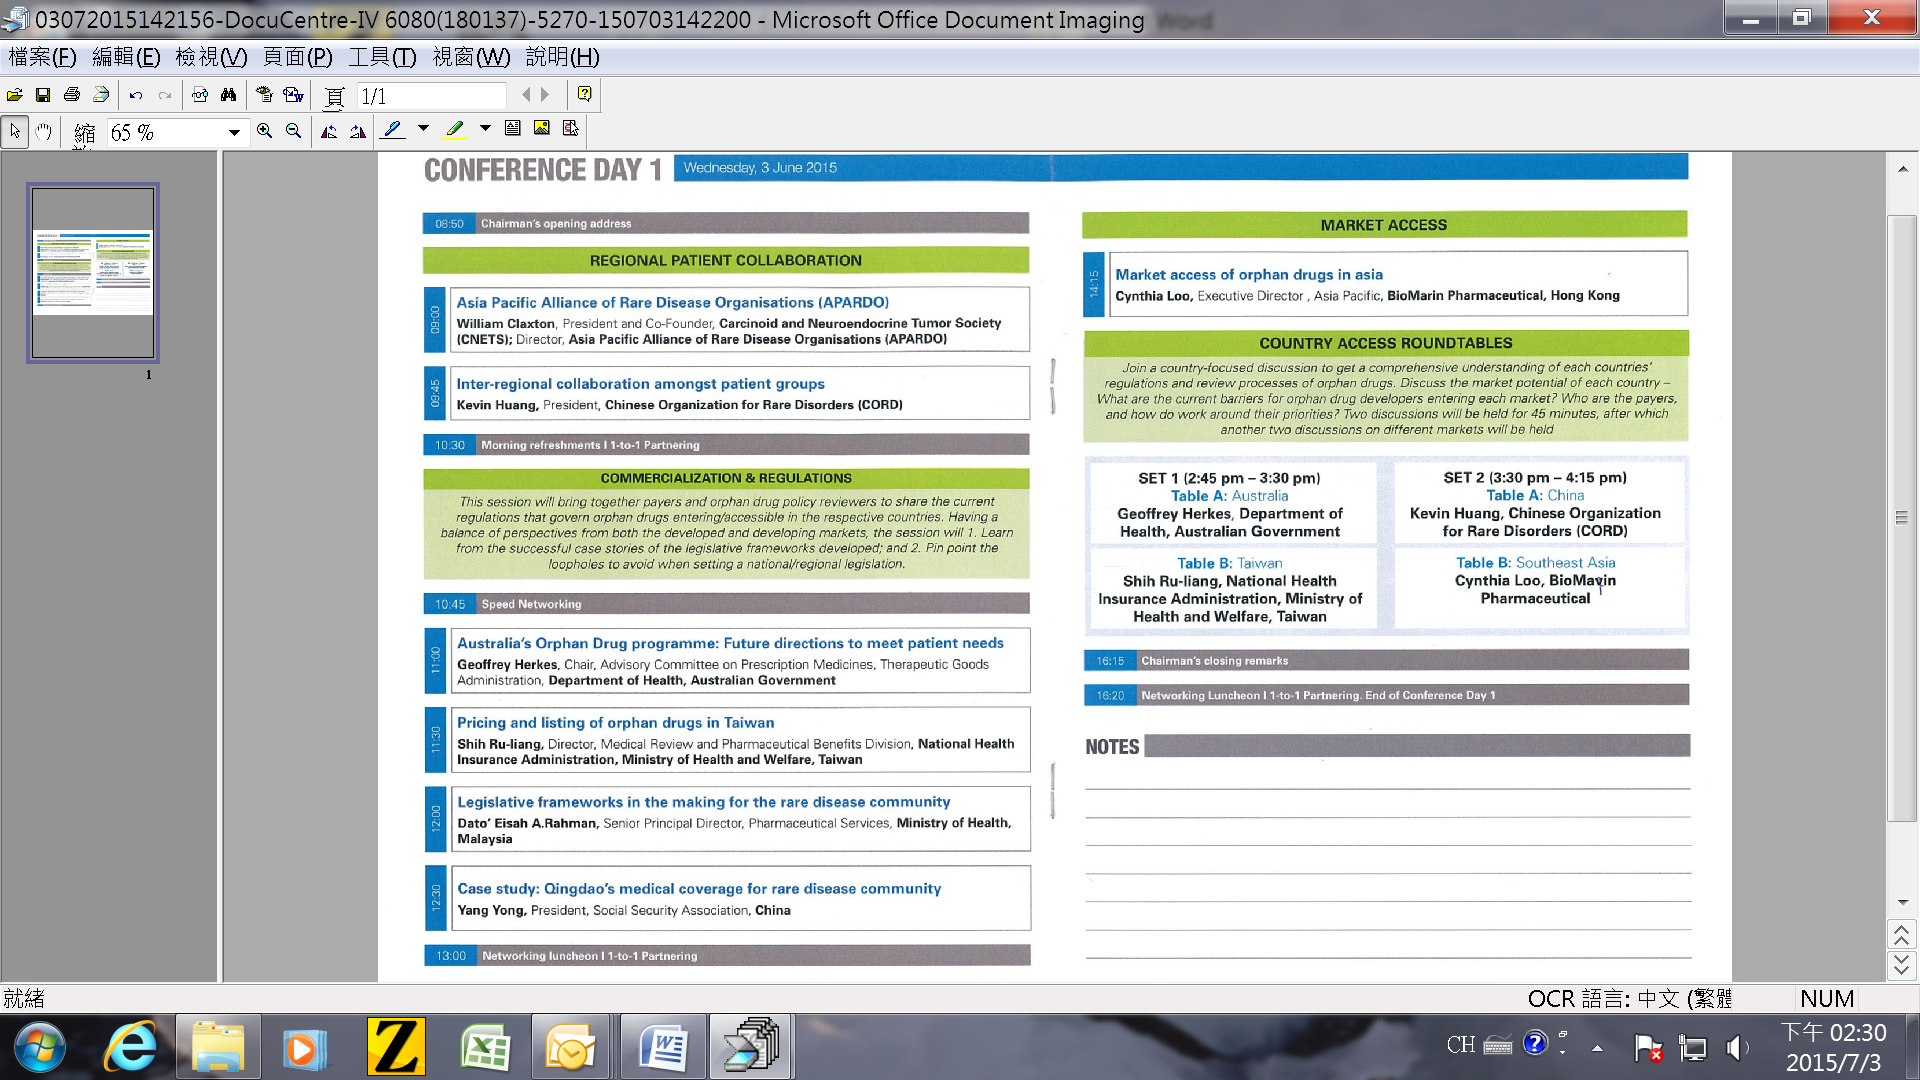 03072015142156-DocuCentre-IV 6080(180137)-5270-150703142200 - Microsoft Office Document Imaging
檔案(F) 編輯(E) 檢視(V) 頁面(P) 工具(T) 視窗(W) 說明(H)
頁 1/1
65 %
1
CONFERENCE DAY 1 Wednesday, 3 June 2015
08:50 Chairman's opening address
REGIONAL PATIENT COLLABORATION
09:00
Asia Pacific Alliance of Rare Disease Organisations (APARDO)
William Claxton, President and Co-Founder, Carcinoid and Neuroendocrine Tumor Society
(CNETS); Director, Asia Pacific Alliance of Rare Disease Organisations (APARDO)
09:45
Inter-regional collaboration amongst patient groups
Kevin Huang, President, Chinese Organization for Rare Disorders (CORD)
10:30 Morning refreshments I 1-to-1 Partnering
COMMERCIALIZATION & REGULATIONS
This session will bring together payers and orphan drug policy reviewers to share the current
regulations that govern orphan drugs entering/accessible in the respective countries. Having a
balance of perspectives from both the developed and developing markets, the session will 1. Learn
from the successful case stories of the legislative frameworks developed; and 2. Pin point the
loopholes to avoid when setting a national/regional legislation.
10:45 Speed Networking
11:00
Australia's Orphan Drug programme: Future directions to meet patient needs
Geoffrey Herkes, Chair, Advisory Committee on Prescription Medicines, Therapeutic Goods
Administration, Department of Health, Australian Government
11:30
Pricing and listing of orphan drugs in Taiwan
Shih Ru-liang, Director, Medical Review and Pharmaceutical Benefits Division, National Health
Insurance Administration, Ministry of Health and Welfare, Taiwan
12:00
Legislative frameworks in the making for the rare disease community
Dato' Eisah A.Rahman, Senior Principal Director, Pharmaceutical Services, Ministry of Health,
Malaysia
12:30
Case study: Qingdao's medical coverage for rare disease community
Yang Yong, President, Social Security Association, China
13:00 Networking luncheon I 1-to-1 Partnering
MARKET ACCESS
14:15
Market access of orphan drugs in asia
Cynthia Loo, Executive Director , Asia Pacific, BioMarin Pharmaceutical, Hong Kong
COUNTRY ACCESS ROUNDTABLES
Join a country-focused discussion to get a comprehensive understanding of each countries'
regulations and review processes of orphan drugs. Discuss the market potential of each country –
What are the current barriers for orphan drug developers entering each market? Who are the payers,
and how do work around their priorities? Two discussions will be held for 45 minutes, after which
another two discussions on different markets will be held
SET 1 (2:45 pm – 3:30 pm)
Table A: Australia
Geoffrey Herkes, Department of
Health, Australian Government
Table B: Taiwan
Shih Ru-liang, National Health
Insurance Administration, Ministry of
Health and Welfare, Taiwan
SET 2 (3:30 pm – 4:15 pm)
Table A: China
Kevin Huang, Chinese Organization
for Rare Disorders (CORD)
Table B: Southeast Asia
Cynthia Loo, BioMarin
Pharmaceutical
16:15 Chairman's closing remarks
16:20 Networking Luncheon I 1-to-1 Partnering. End of Conference Day 1
NOTES
就緒
OCR 語言: 中文 (繁體
NUM
CH
下午 02:30
2015/7/3